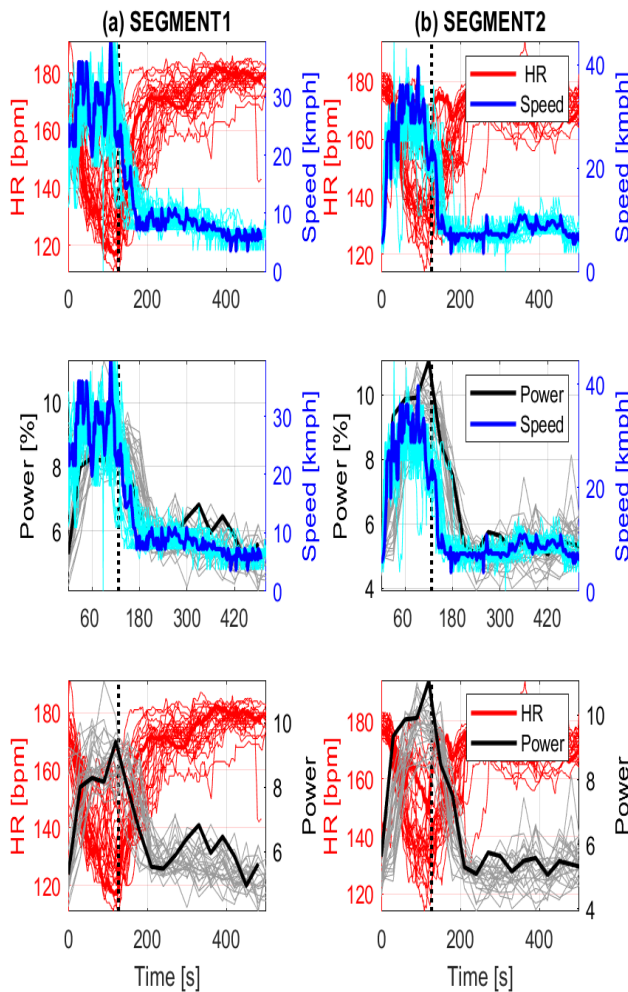 (a) SEGMENT1
(b) SEGMENT2
180
160
140
120
HR [bpm]
30
20
10
0
Speed [kmph]
0
200
400
180
160
140
120
HR [bpm]
40
20
0
Speed [kmph]
0
200
400
HR
Speed
10
8
6
Power [%]
30
20
10
0
Speed [kmph]
60
180
300
420
10
8
6
4
Power [%]
40
20
0
Speed [kmph]
60
180
300
420
Power
Speed
180
160
140
120
HR [bpm]
10
8
6
Power
0
200
400
Time [s]
180
160
140
120
HR [bpm]
10
8
6
4
Power
0
200
400
Time [s]
HR
Power